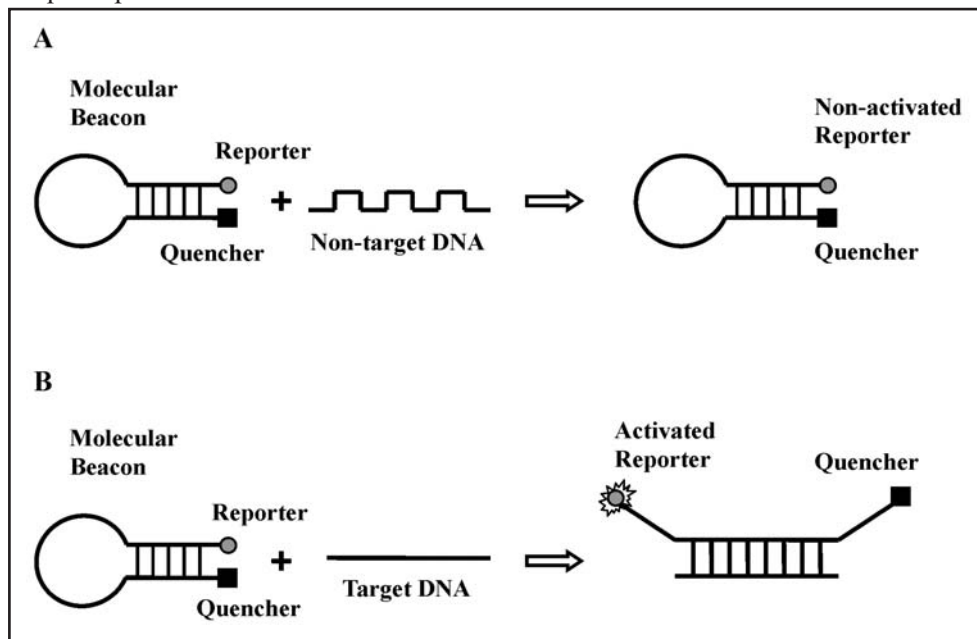 A
Molecular
Beacon
Reporter
Quencher
+
Non-target DNA
Non-activated
Reporter
Quencher
B
Molecular
Beacon
Reporter
Quencher
+
Target DNA
Activated
Reporter
Quencher